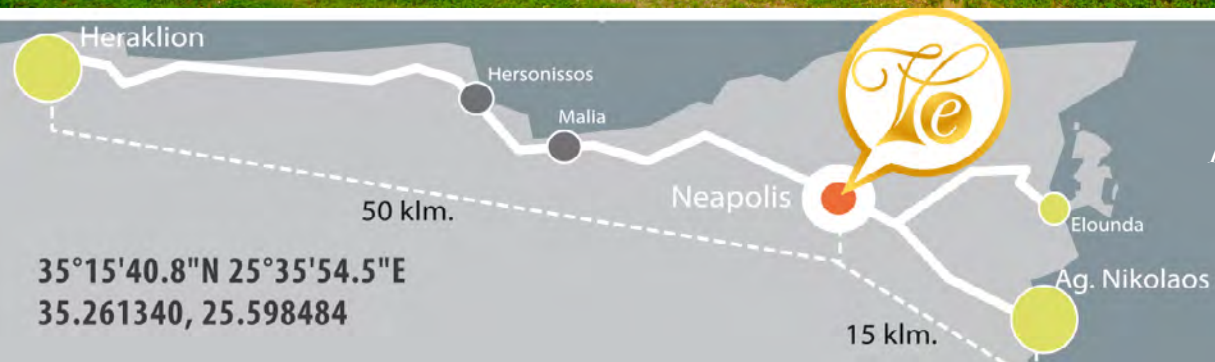 Heraklion
Hersonissos
Malia
Neapolis
Elounda
Ag. Nikolaos
50 klm.
15 klm.
35°15'40.8"N 25°35'54.5"E
35.261340, 25.598484